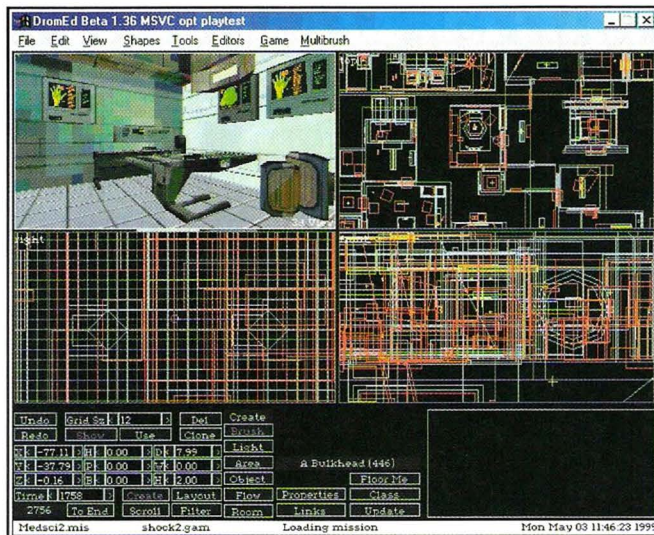 DromEd Beta 1.36 MSVC opt playtest
File Edit View Shapes Tools Editors Game Multibrush
right
Undo Grid Sz 12 Del Create
Redo Show Use Clone Brush
X -77.11 H 0.00 D 7.99 Light
Y -37.79 P 0.00 W 0.00 Area A Bulkhead (446)
Z -0.16 B 0.00 H 2.00 Object Floor Me
Time 1758 Create Layout Flow Properties Class
2756 To End Scroll Filter Room Links Update
Medsci2.mis shock2.gam Loading mission Mon May 03 11:46:23 1999